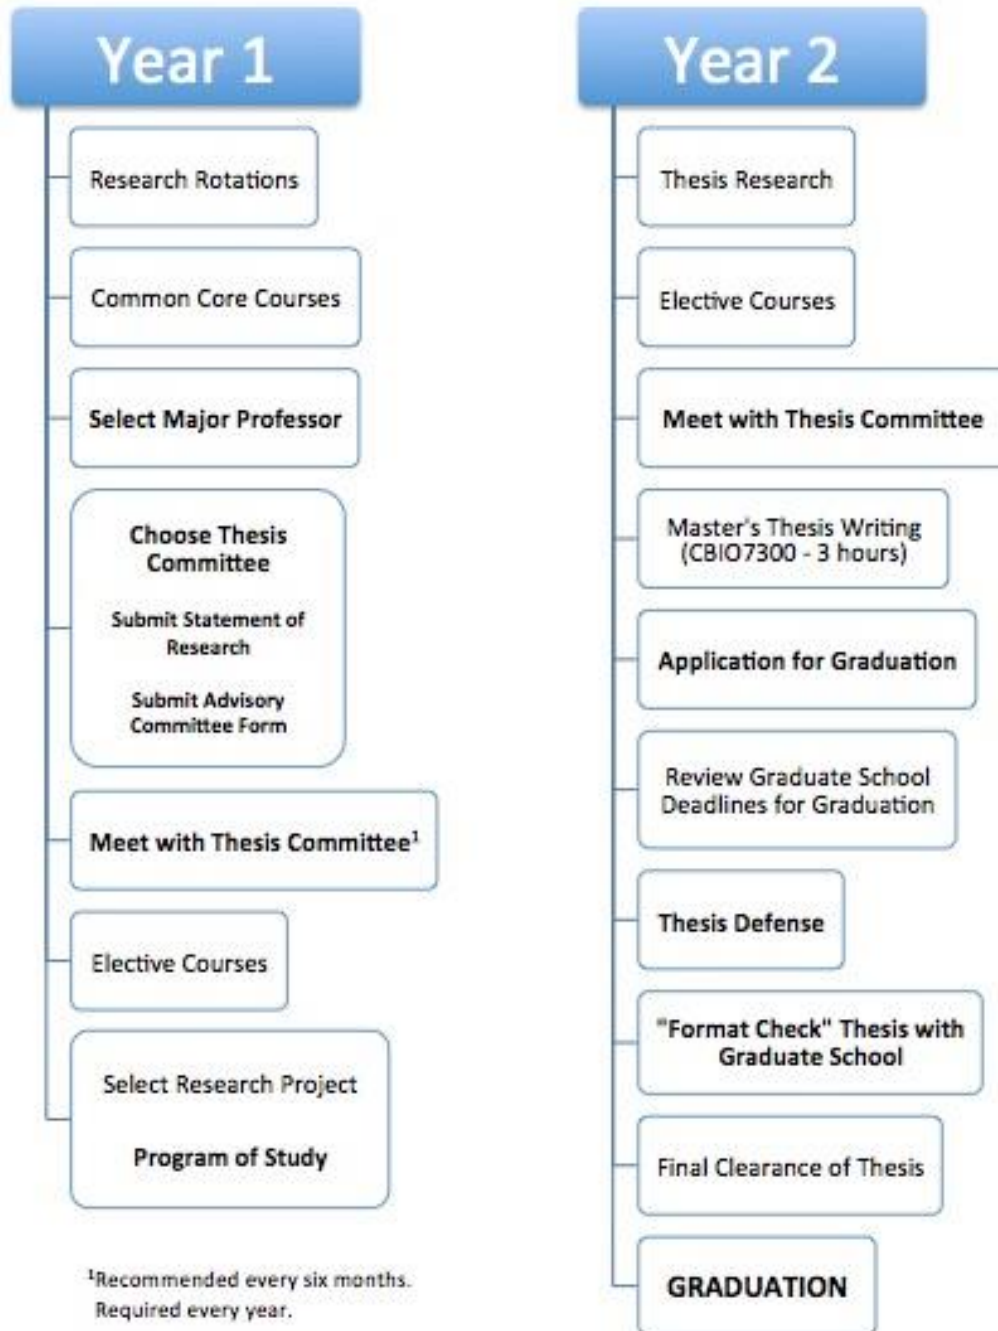 Year 1
Research Rotations
Common Core Courses
Select Major Professor
Choose Thesis
Committee
Submit Statement of
Research
Submit Advisory
Committee Form
Meet with Thesis Committee¹
Elective Courses
Select Research Project
Program of Study
¹Recommended every six months.
Required every year.
Year 2
Thesis Research
Elective Courses
Meet with Thesis Committee
Master's Thesis Writing
(CBIO7300 - 3 hours)
Application for Graduation
Review Graduate School
Deadlines for Graduation
Thesis Defense
"Format Check" Thesis with
Graduate School
Final Clearance of Thesis
GRADUATION